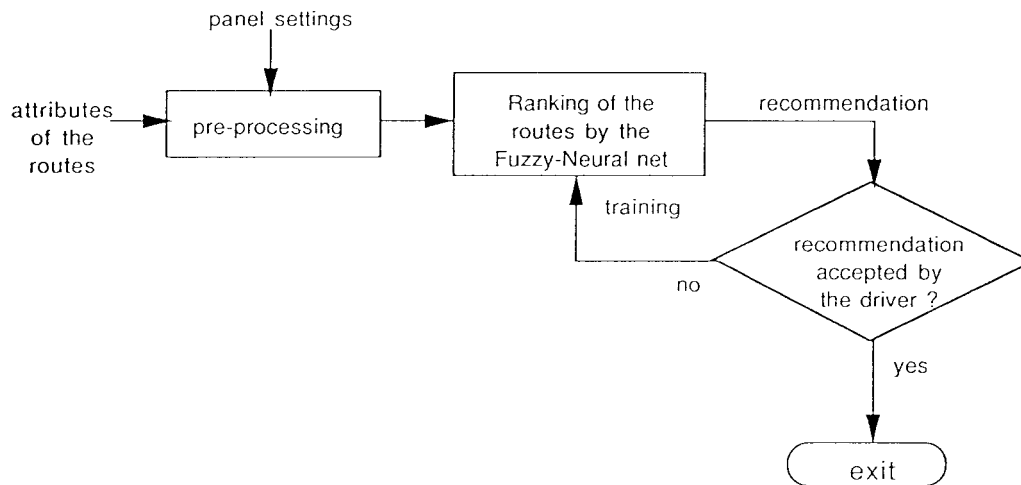 panel settings
attributes
of the
routes
pre-processing
Ranking of the
routes by the
Fuzzy-Neural net
recommendation
training
recommendation
accepted by
the driver ?
no
yes
exit